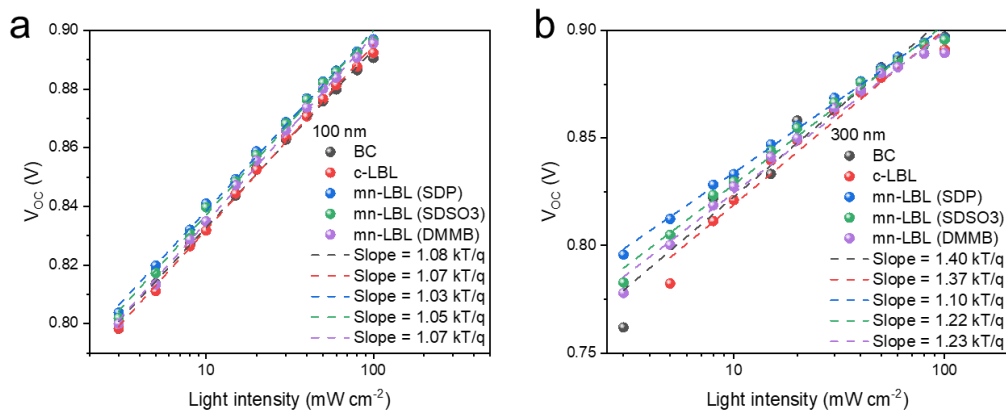 a
0.90
0.88
0.86
0.84
0.82
0.80
V_OC (V)
100 nm
BC
c-LBL
mn-LBL (SDP)
mn-LBL (SDSO3)
mn-LBL (DMMB)
Slope = 1.08 kT/q
Slope = 1.07 kT/q
Slope = 1.03 kT/q
Slope = 1.05 kT/q
Slope = 1.07 kT/q
10
100
Light intensity (mW cm⁻²)
b
0.90
0.85
0.80
0.75
V_OC (V)
300 nm
BC
c-LBL
mn-LBL (SDP)
mn-LBL (SDSO3)
mn-LBL (DMMB)
Slope = 1.40 kT/q
Slope = 1.37 kT/q
Slope = 1.10 kT/q
Slope = 1.22 kT/q
Slope = 1.23 kT/q
10
100
Light intensity (mW cm⁻²)